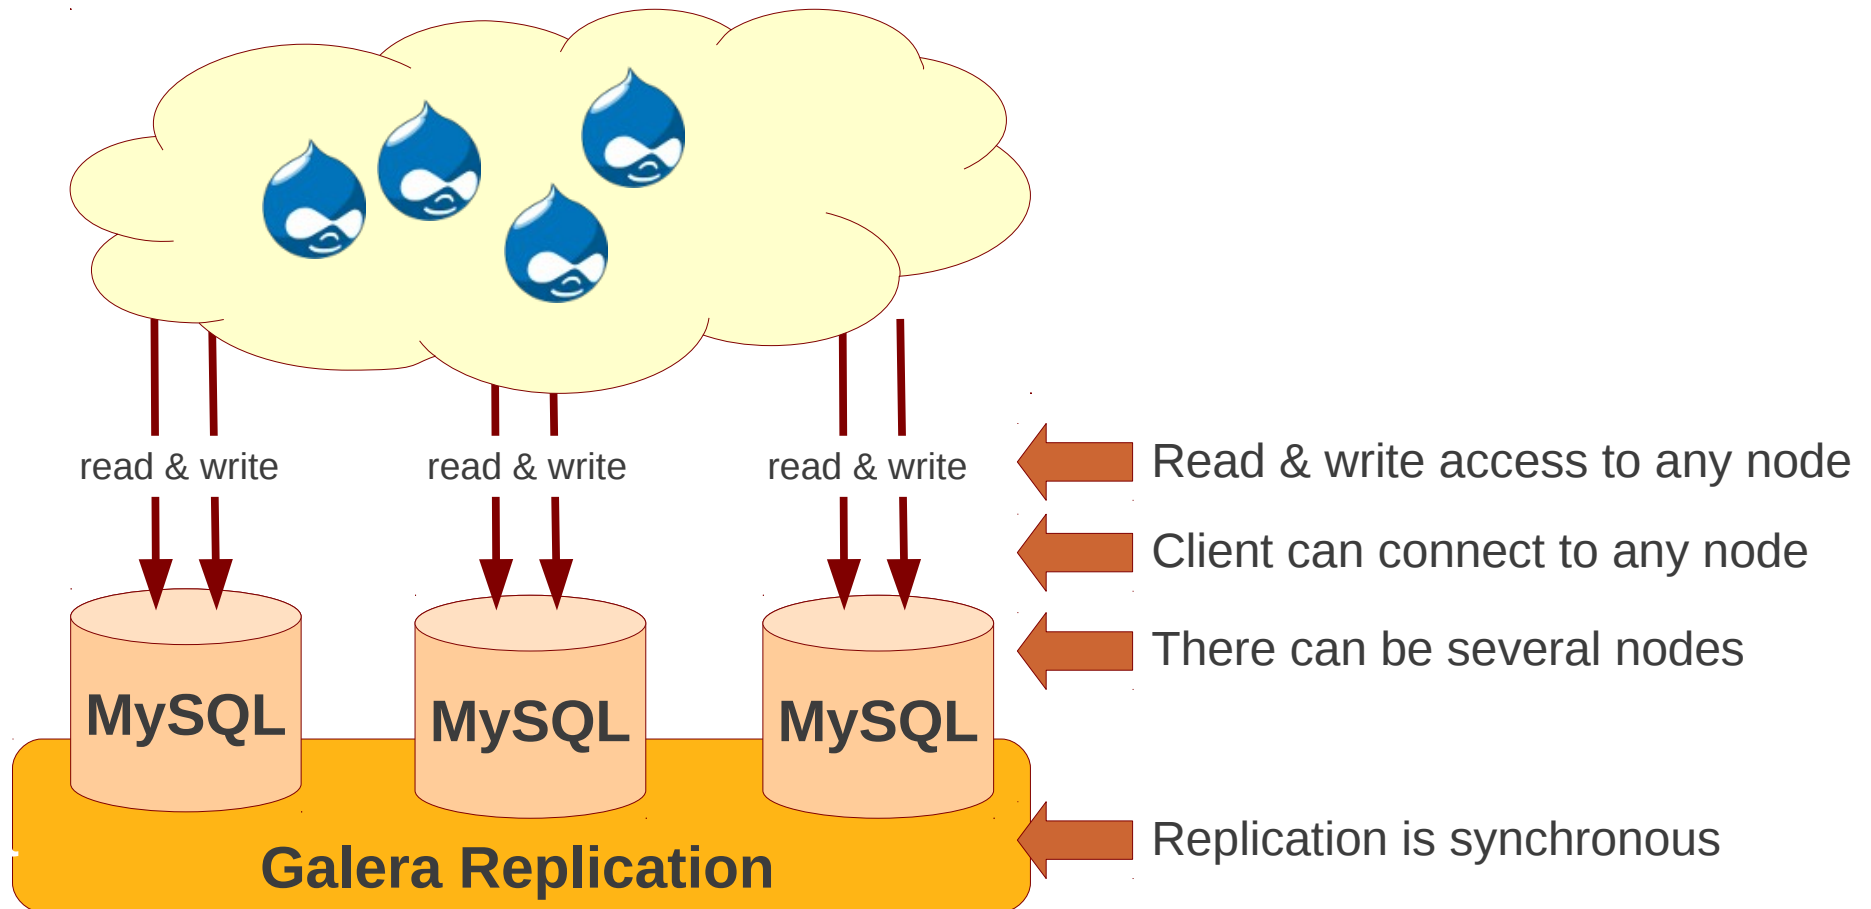 read & write
read & write
read & write
Read & write access to any node
Client can connect to any node
There can be several nodes
MySQL
MySQL
MySQL
Replication is synchronous
Galera Replication